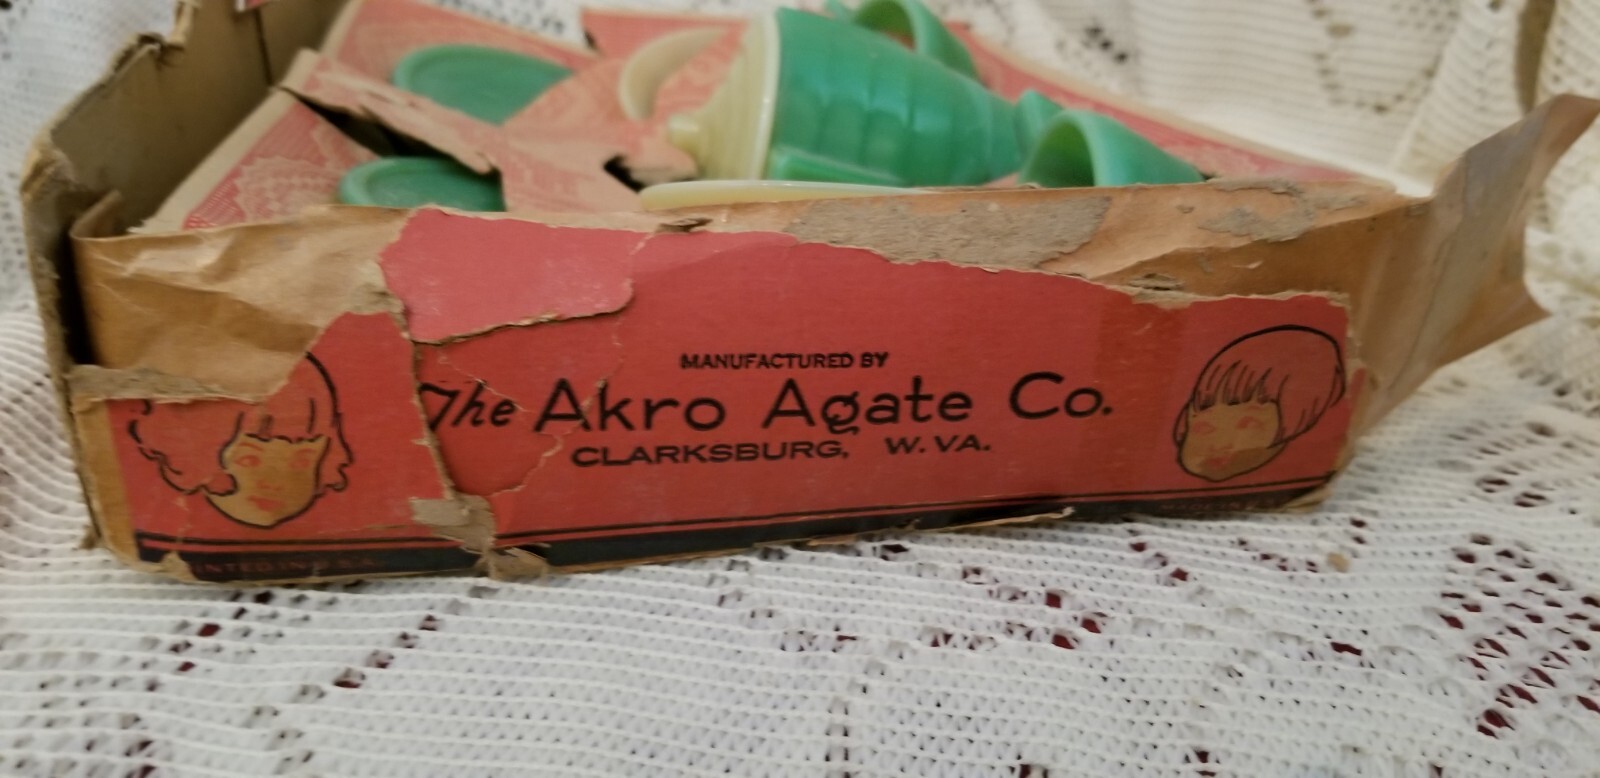 MANUFACTURED BY
The Akro Agate Co.
CLARKSBURG, W. VA.